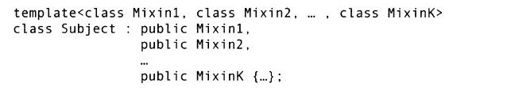 template<class Mixin1, class Mixin2, … , class MixinK>
class Subject : public Mixin1,
public Mixin2,
…
public MixinK {…};